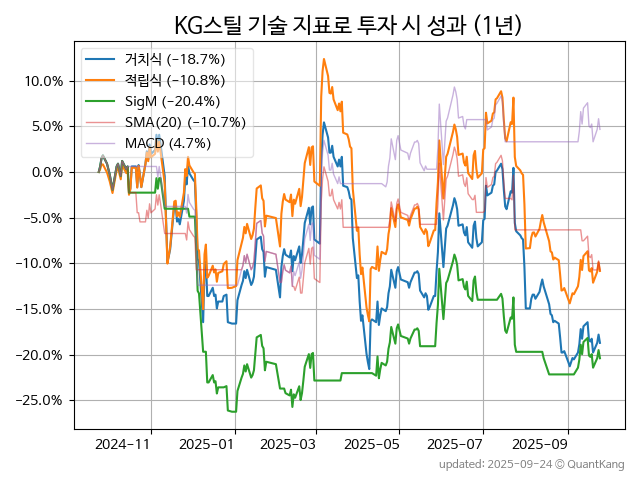 KG스틸 기술 지표로 투자 시 성과 (1년)
거치식 (−18.7%)
적립식 (−10.8%)
SigM (−20.4%)
SMA(20) (−10.7%)
MACD (4.7%)
10.0%
5.0%
0.0%
−5.0%
−10.0%
−15.0%
−20.0%
−25.0%
2024-11 2025-01 2025-03 2025-05 2025-07 2025-09
updated: 2025-09-24 © QuantKang